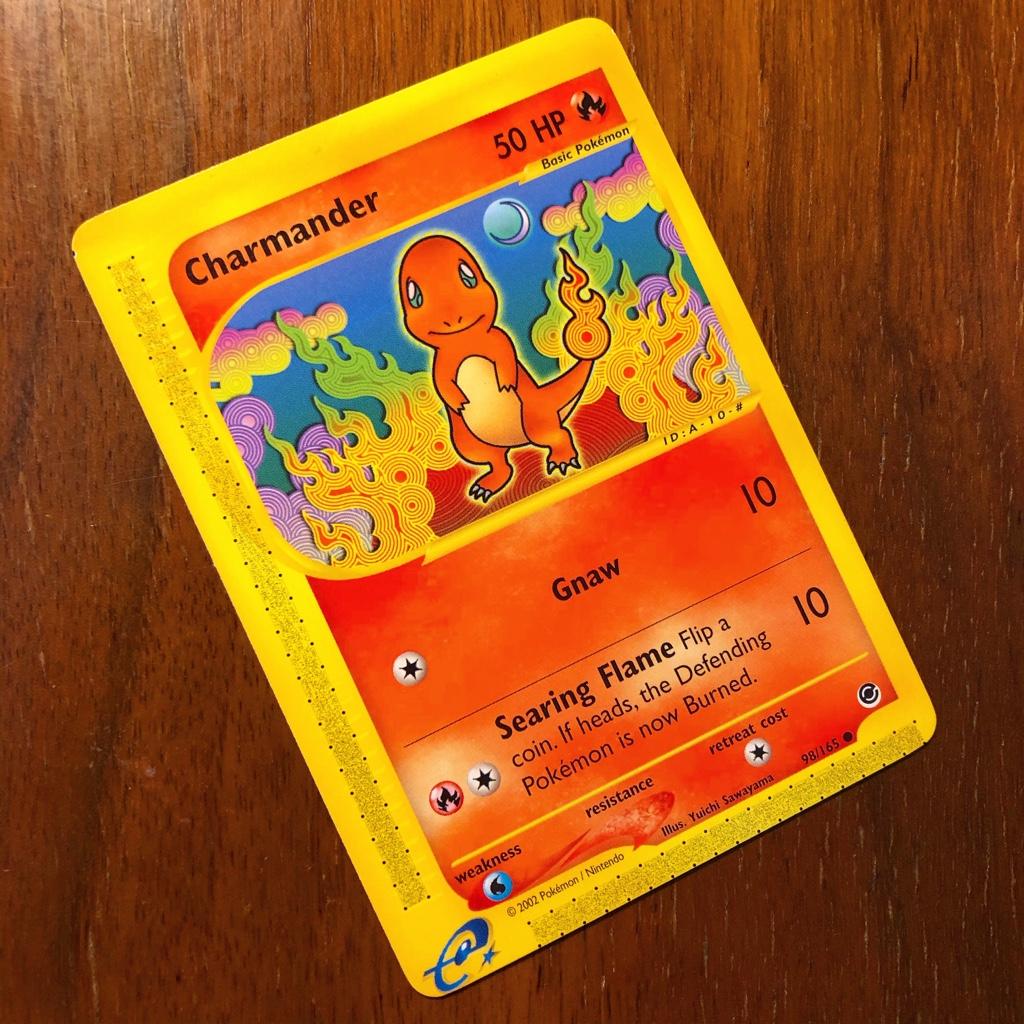 Charmander
50 HP
Basic Pokémon
ID:A-10-#
Gnaw
10
Searing Flame Flip a
coin. If heads, the Defending
Pokémon is now Burned.
10
weakness
resistance
retreat cost
Illus. Yuichi Sawayama
98/165
© 2002 Pokémon / Nintendo
e